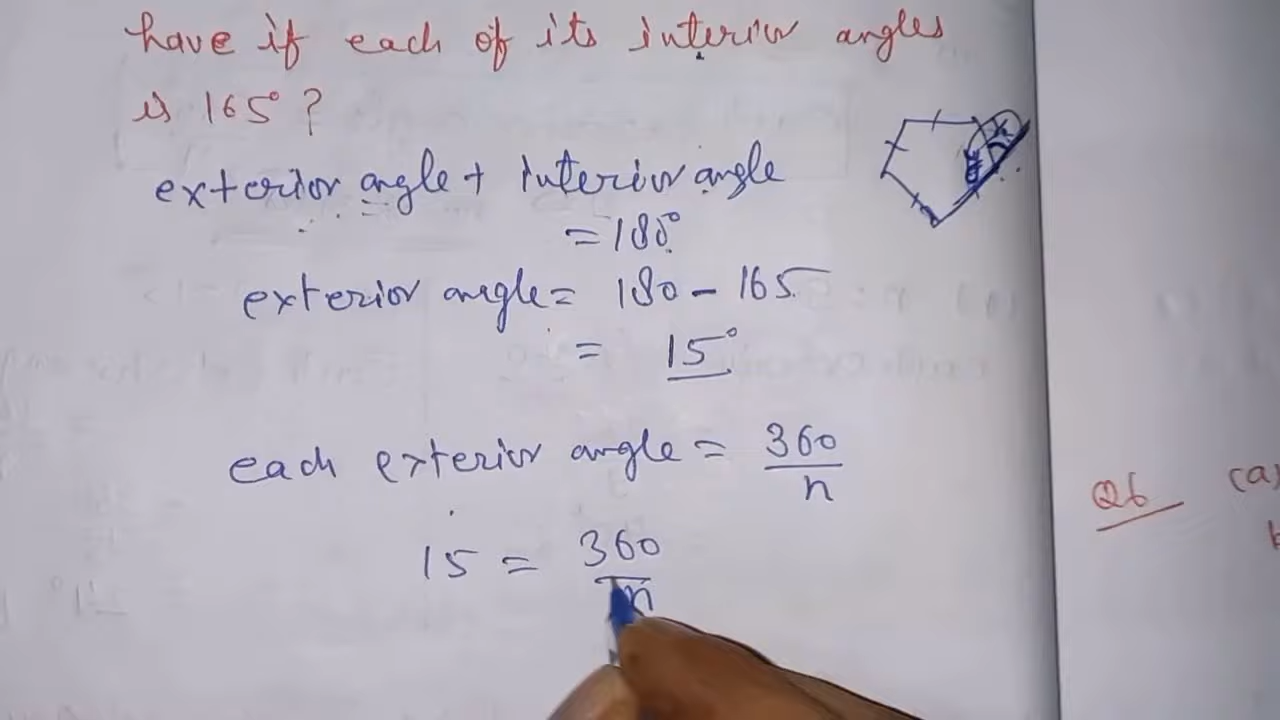 have if each of its interior angles
is 165° ?
exterior angle + interior angle
= 180°
exterior angle = 180 - 165
= 15°
each exterior angle = 360
n
15 = 360
n
Q6 (a)